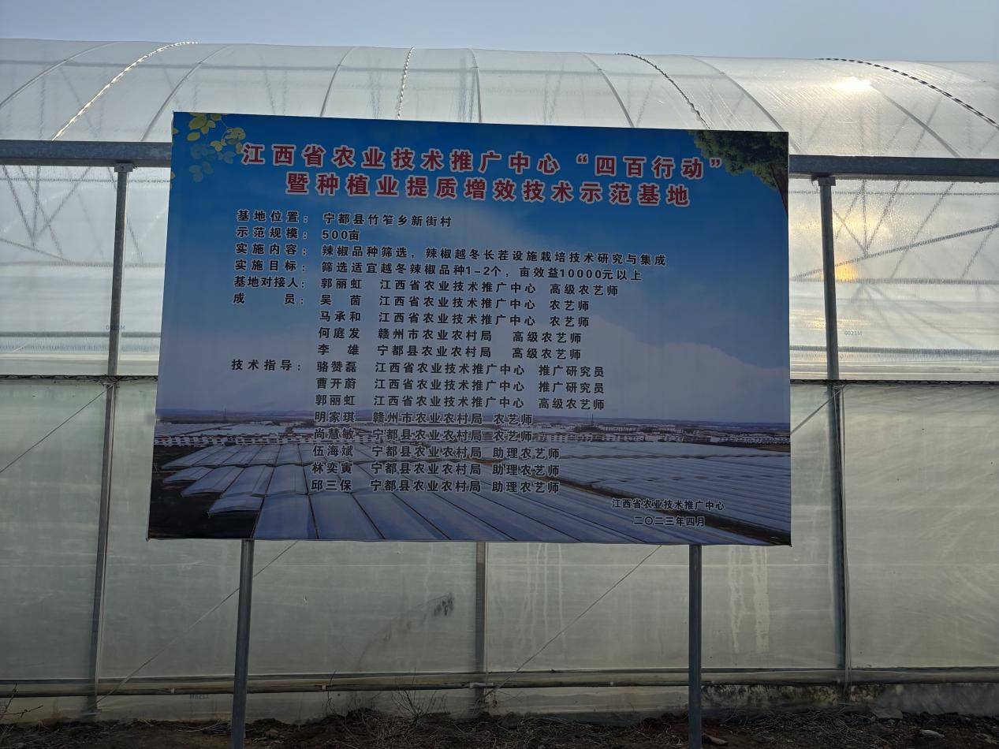 江西省农业技术推广中心“四百行动”
暨种植业提质增效技术示范基地
基地位置：宁都县竹笮乡新街村
示范规模：500亩
实施内容：辣椒品种筛选，辣椒越冬长茬设施栽培技术研究与集成
实施目标：筛选适宜越冬辣椒品种1-2个，亩效益10000元以上
基地对接人：郭丽虹 江西省农业技术推广中心 高级农艺师
成 员：吴 茵 江西省农业技术推广中心 农艺师
马承和 江西省农业技术推广中心 农艺师
何庭发 赣州市农业农村局 高级农艺师
李 雄 宁都县农业农村局 高级农艺师
技术指导：骆赞磊 江西省农业技术推广中心 推广研究员
曹开蔚 江西省农业技术推广中心 推广研究员
郭丽虹 江西省农业技术推广中心 高级农艺师
明家琪 赣州市农业农村局 农艺师
尚慧敏 宁都县农业农村局 农艺师
伍海斌 宁都县农业农村局 助理农艺师
林奕寅 宁都县农业农村局 助理农艺师
邱三保 宁都县农业农村局 助理农艺师
江西省农业技术推广中心
二〇二三年四月